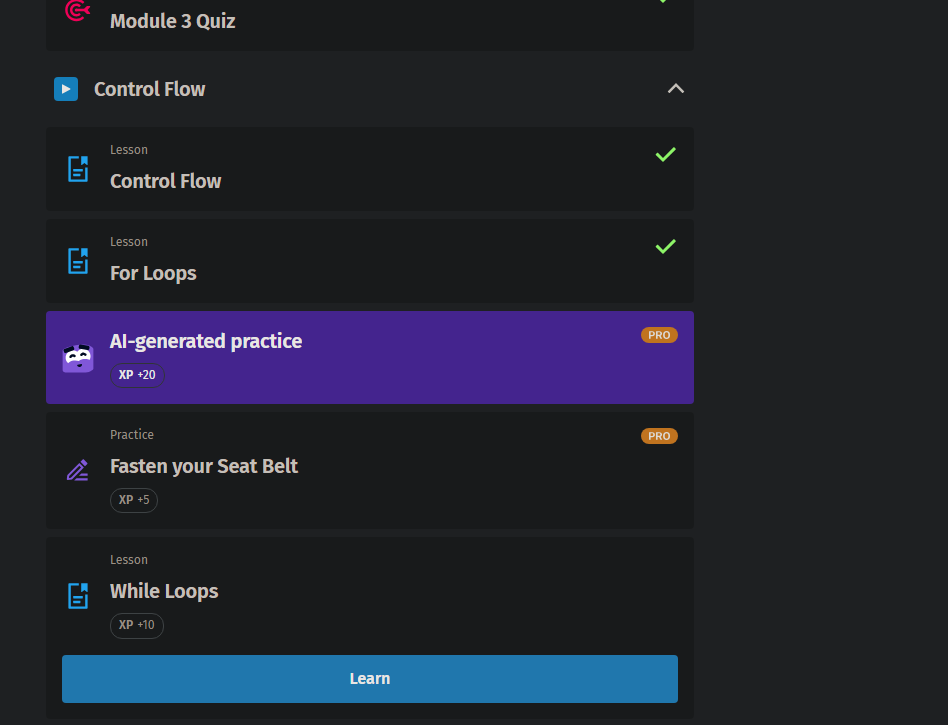 Module 3 Quiz
Control Flow
Lesson
Control Flow
Lesson
For Loops
AI-generated practice
PRO
XP +20
Practice
PRO
Fasten your Seat Belt
XP +5
Lesson
While Loops
XP +10
Learn